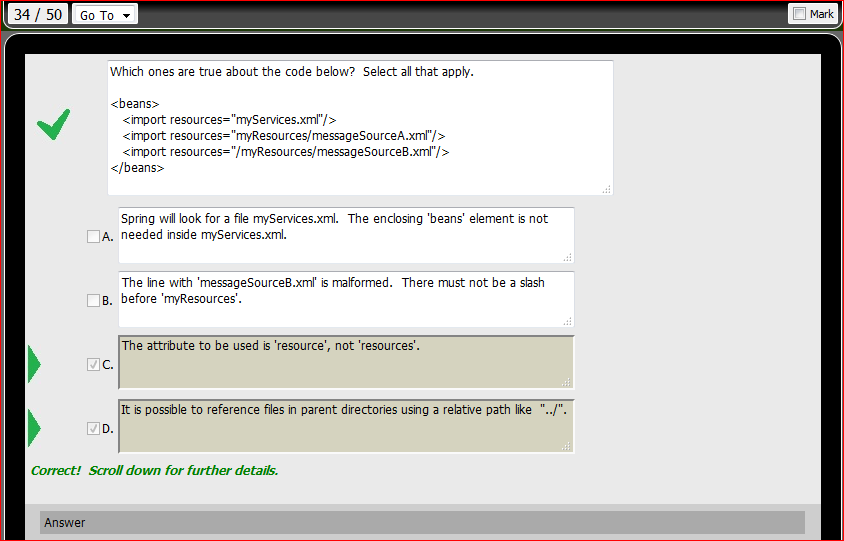 34 / 50 Go To Mark
Which ones are true about the code below?  Select all that apply.
<beans>
<import resources="myServices.xml"/>
<import resources="myResources/messageSourceA.xml"/>
<import resources="/myResources/messageSourceB.xml"/>
</beans>
A. Spring will look for a file myServices.xml.  The enclosing 'beans' element is not
needed inside myServices.xml.
B. The line with 'messageSourceB.xml' is malformed.  There must not be a slash
before 'myResources'.
C. The attribute to be used is 'resource', not 'resources'.
D. It is possible to reference files in parent directories using a relative path like  "../".
Correct!  Scroll down for further details.
Answer